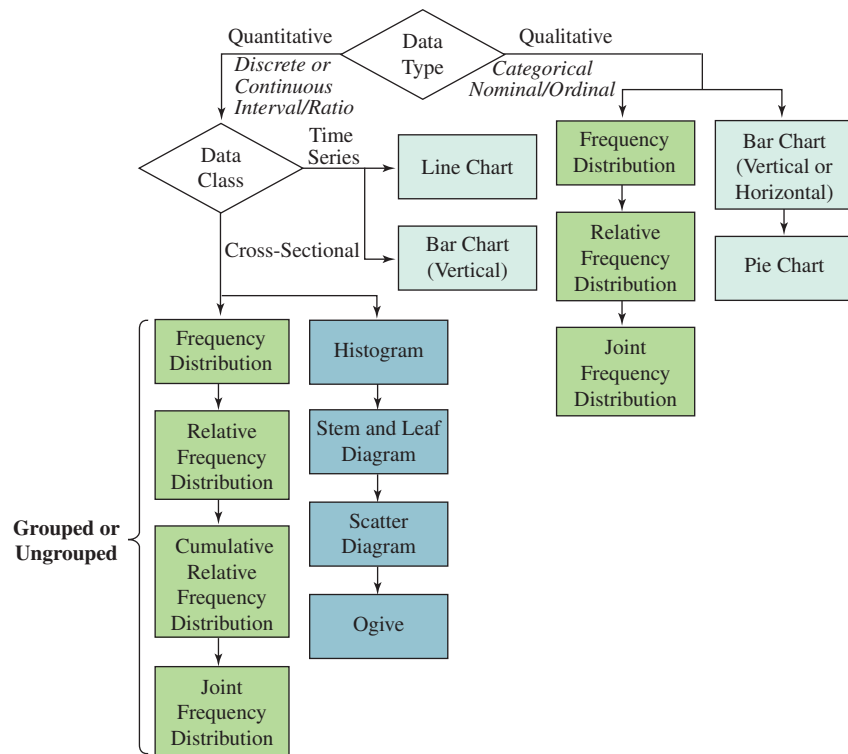 Quantitative
Data
Type
Qualitative
Discrete or
Continuous
Interval/Ratio
Categorical
Nominal/Ordinal
Data
Class
Time
Series
Line Chart
Bar Chart
(Vertical)
Cross-Sectional
Frequency
Distribution
Relative
Frequency
Distribution
Joint
Frequency
Distribution
Bar Chart
(Vertical or
Horizontal)
Pie Chart
Grouped or
Ungrouped
Frequency
Distribution
Relative
Frequency
Distribution
Cumulative
Relative
Frequency
Distribution
Joint
Frequency
Distribution
Histogram
Stem and Leaf
Diagram
Scatter
Diagram
Ogive